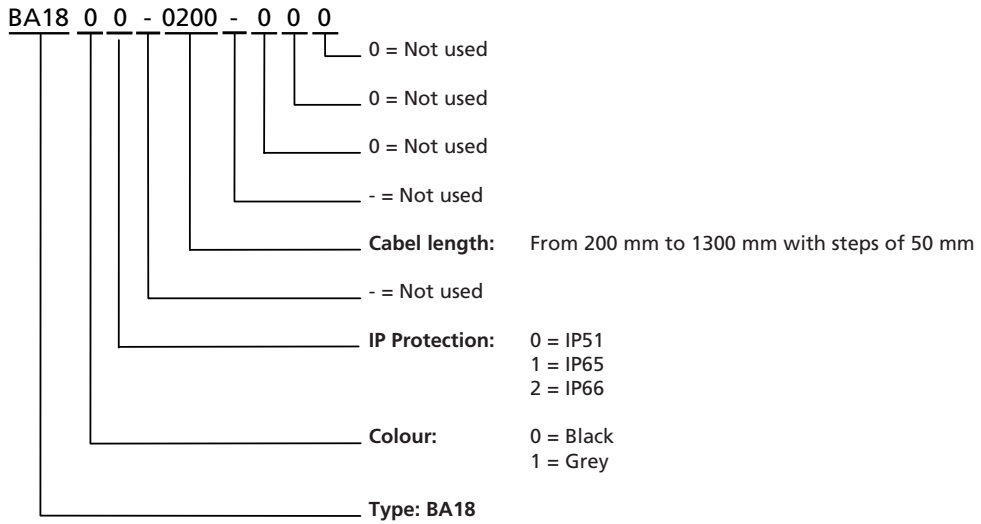 BA18 0 0 - 0200 - 0 0 0
0 = Not used
0 = Not used
0 = Not used
- = Not used
Cabel length: From 200 mm to 1300 mm with steps of 50 mm
- = Not used
IP Protection: 0 = IP51
1 = IP65
2 = IP66
Colour: 0 = Black
1 = Grey
Type: BA18